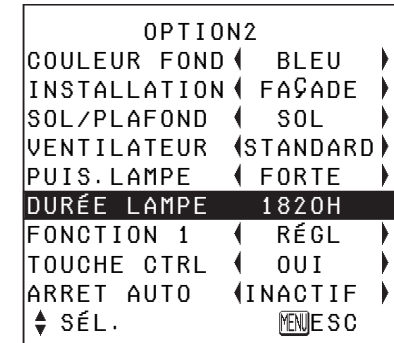 OPTION2
COULEUR FOND BLEU
INSTALLATION FAÇADE
SOL/PLAFOND SOL
VENTILATEUR STANDARD
PUIS.LAMPE FORTE
DURÉE LAMPE 1820H
FONCTION 1 RÉGL
TOUCHE CTRL OUI
ARRET AUTO INACTIF
SÉL. MENU ESC